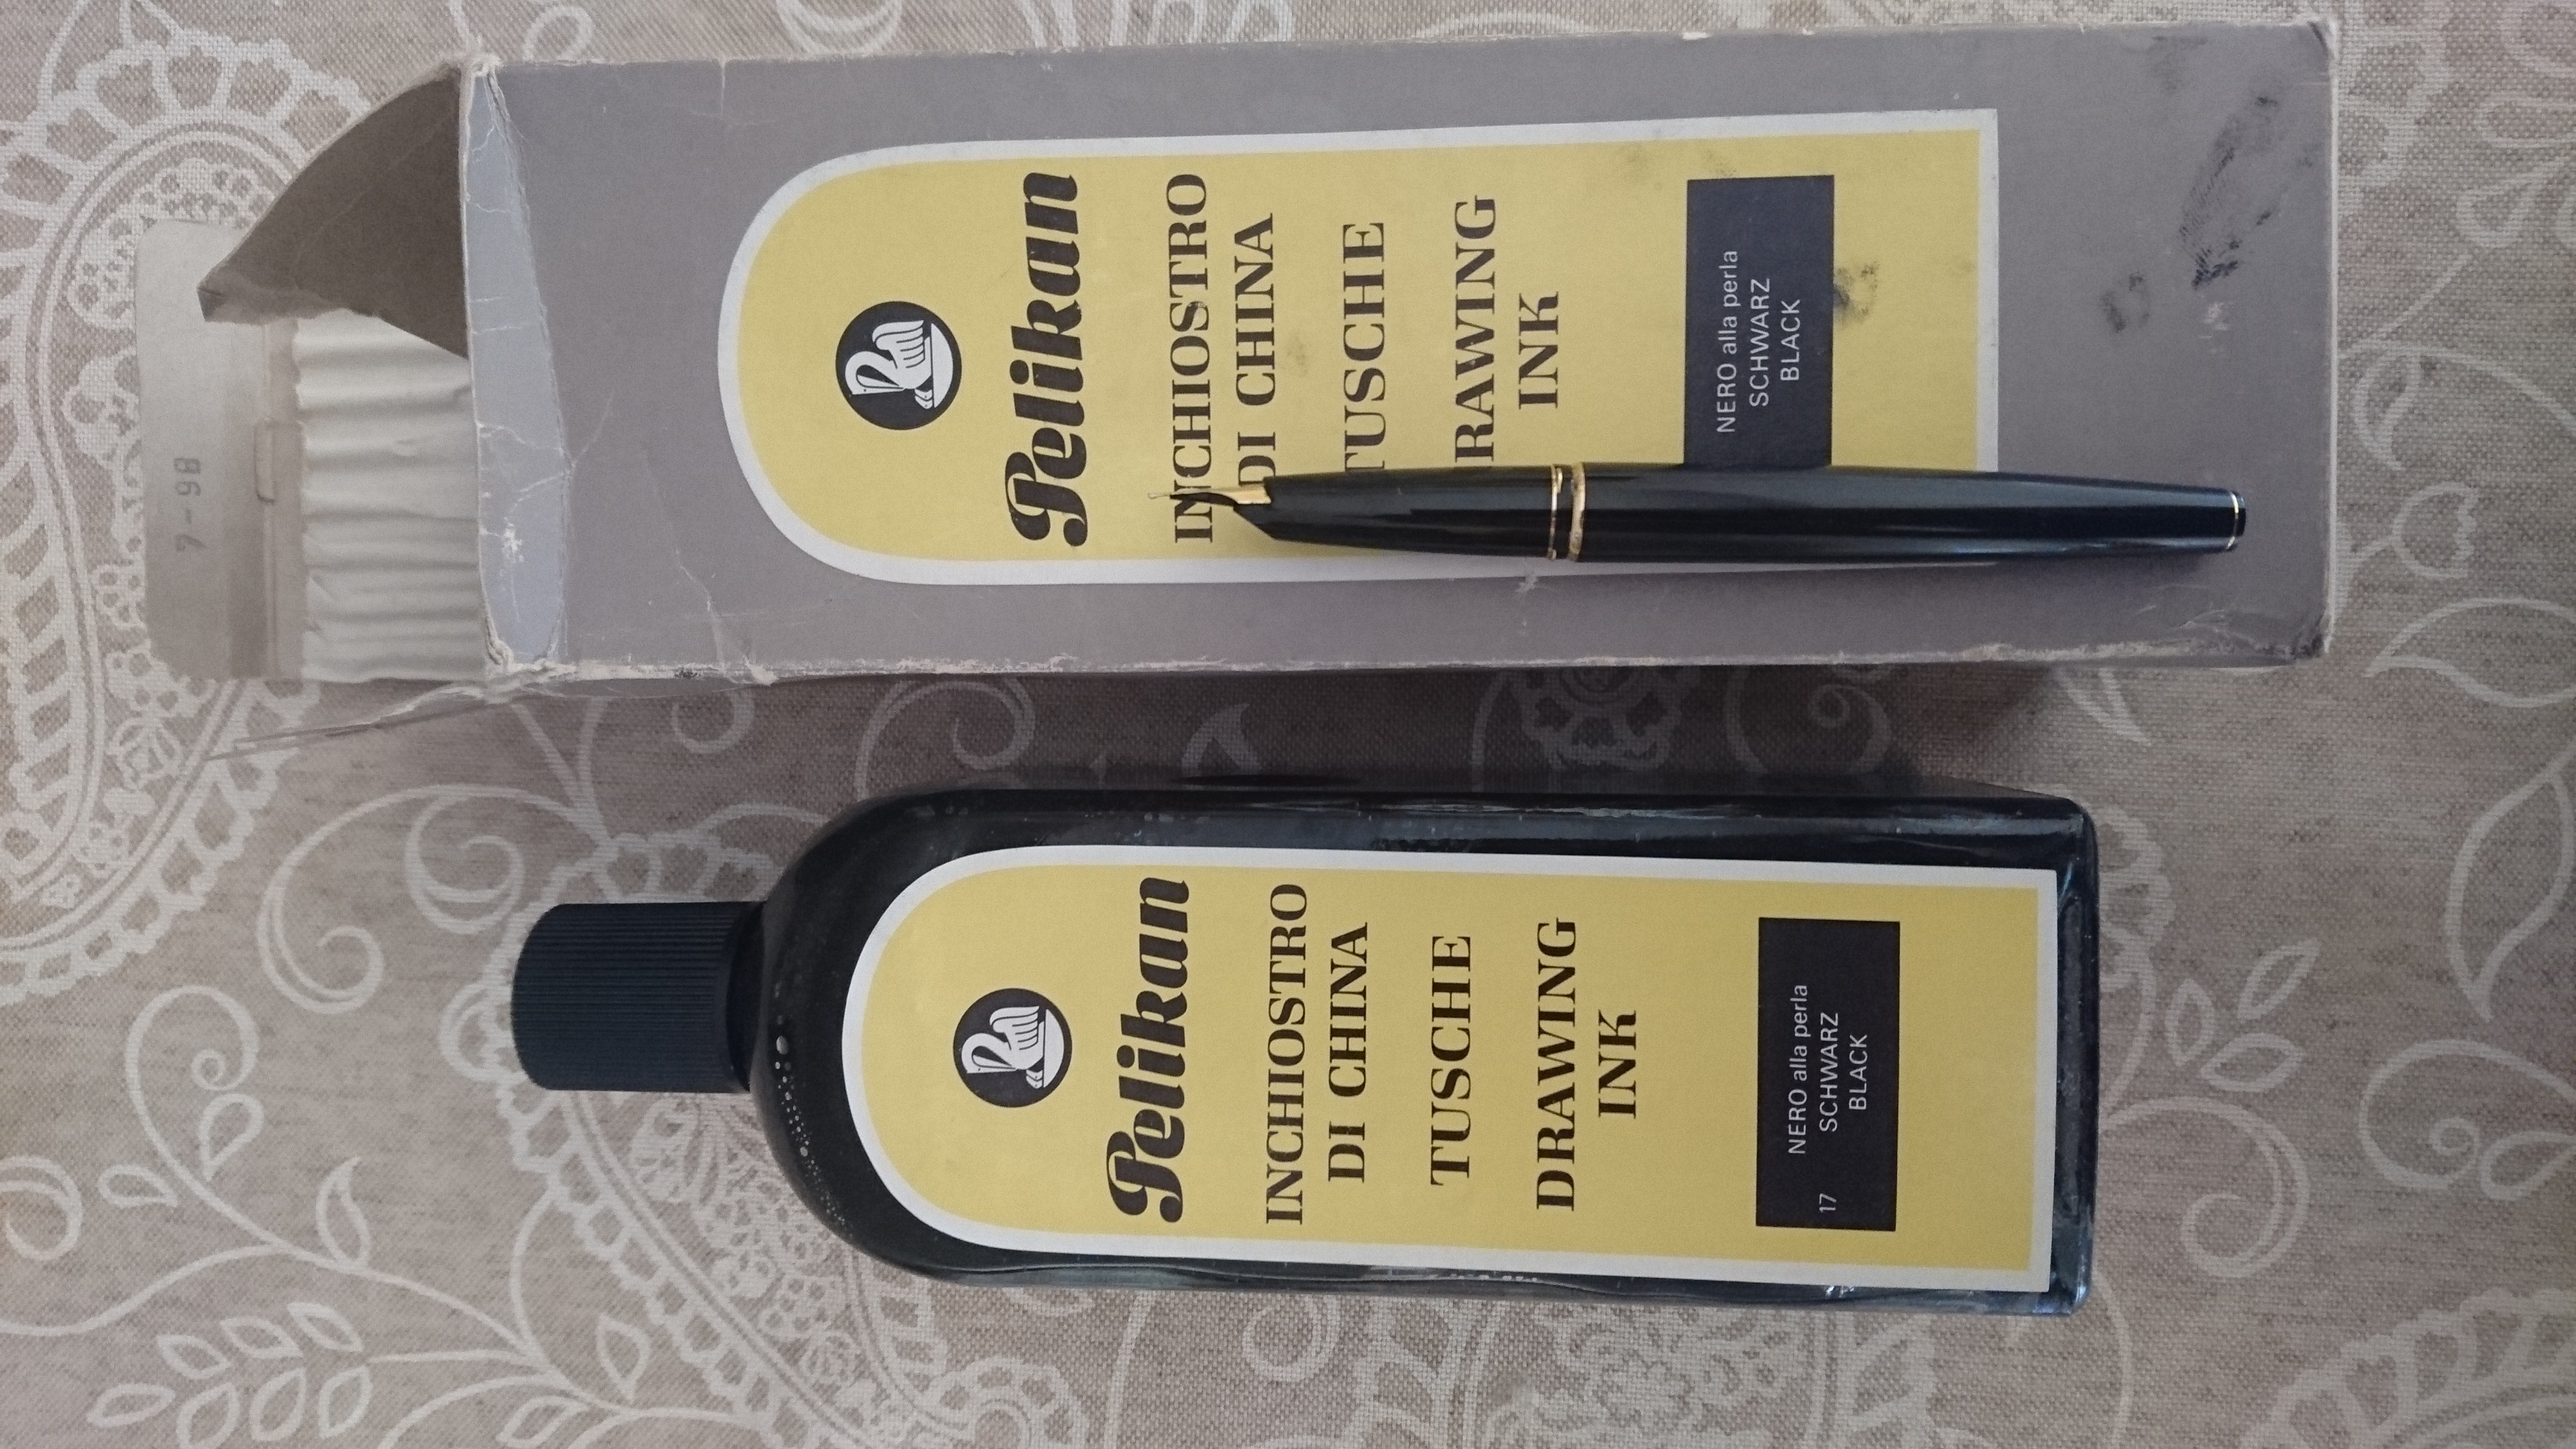 7-98
Pelikan
INCHIOSTRO
DI CHINA
TUSCHE
RAWING
INK
NERO alla perla
SCHWARZ
BLACK
Pelikan
INCHIOSTRO
DI CHINA
TUSCHE
DRAWING
INK
NERO alla perla
17 SCHWARZ
BLACK